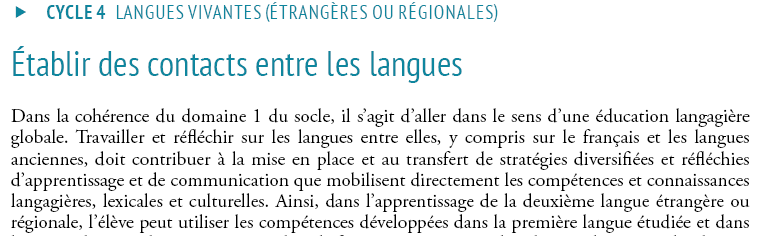 ► CYCLE 4 LANGUES VIVANTES (ÉTRANGÈRES OU RÉGIONALES)
Établir des contacts entre les langues
Dans la cohérence du domaine 1 du socle, il s’agit d’aller dans le sens d’une éducation langagière
globale. Travailler et réfléchir sur les langues entre elles, y compris sur le français et les langues
anciennes, doit contribuer à la mise en place et au transfert de stratégies diversifiées et réfléchies
d’apprentissage et de communication que mobilisent directement les compétences et connaissances
langagières, lexicales et culturelles. Ainsi, dans l’apprentissage de la deuxième langue étrangère ou
régionale, l’élève peut utiliser les compétences développées dans la première langue étudiée et dans